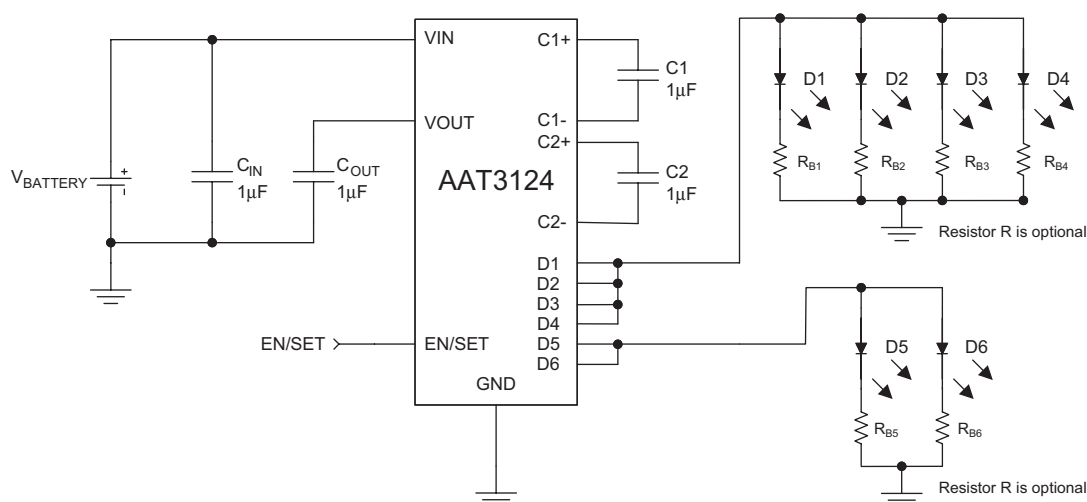 VIN
C1+
C1
1µF
D1
D2
D3
D4
C1-
VOUT
C2+
RB1
RB2
RB3
RB4
VBATTERY
+
-
CIN
1µF
COUT
1µF
AAT3124
C2
1µF
C2-
Resistor R is optional
D1
D2
D3
D4
EN/SET
EN/SET
D5
D6
GND
D5
D6
RB5
RB6
Resistor R is optional